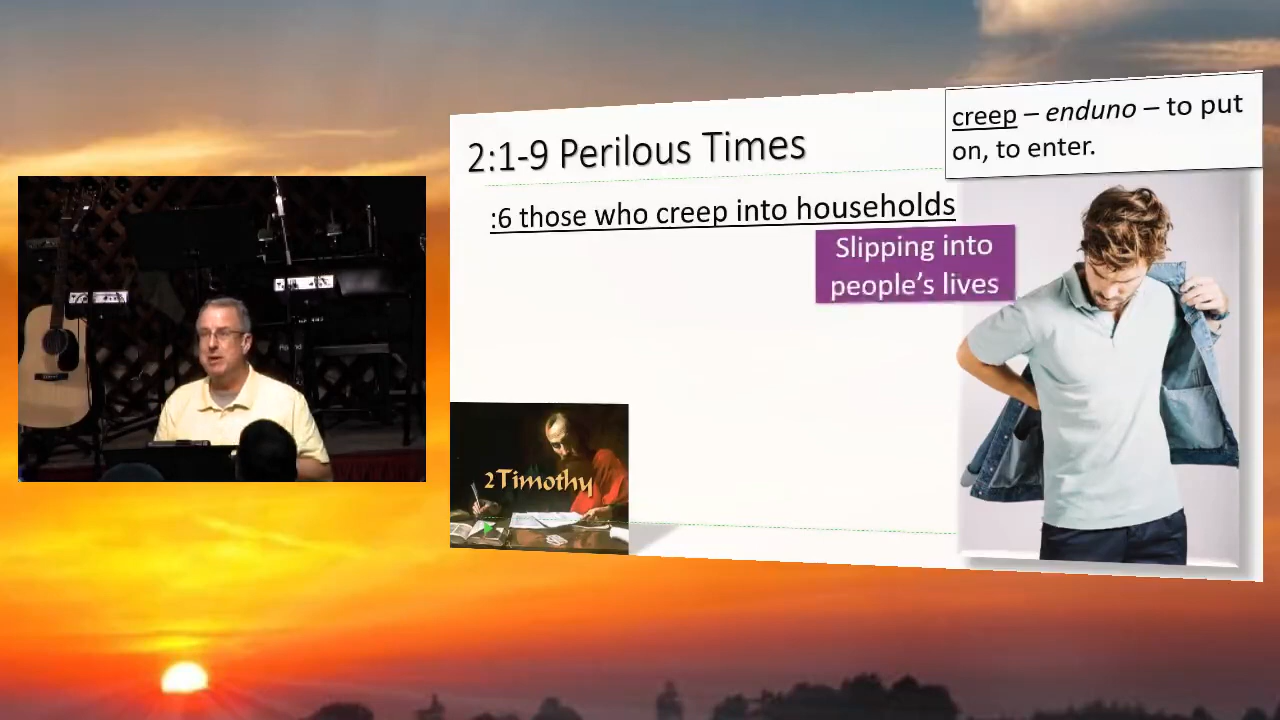 2:1-9 Perilous Times
creep – enduno – to put
on, to enter.
:6 those who creep into households
Slipping into
people's lives
2Timothy
Roland